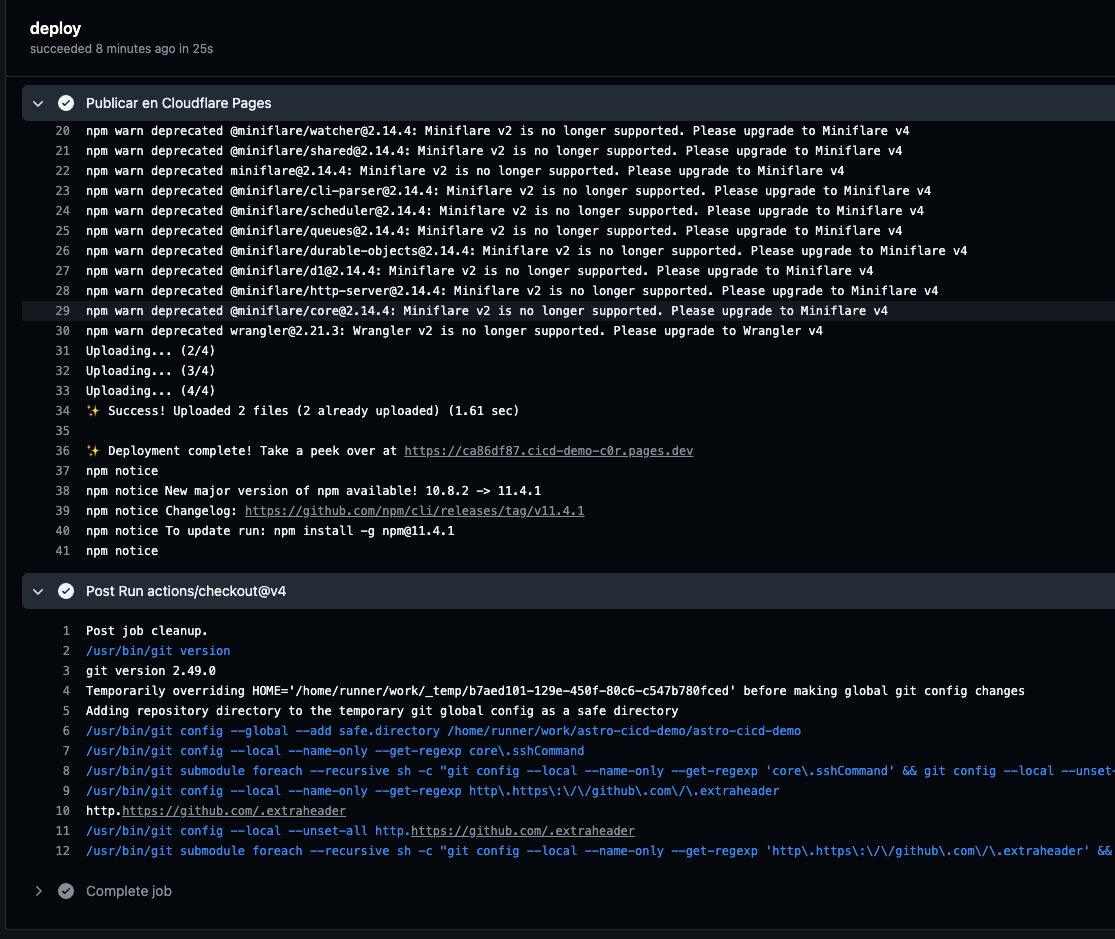 deploy
succeeded 8 minutes ago in 25s
Publicar en Cloudflare Pages
20 npm warn deprecated @miniflare/watcher@2.14.4: Miniflare v2 is no longer supported. Please upgrade to Miniflare v4
21 npm warn deprecated @miniflare/shared@2.14.4: Miniflare v2 is no longer supported. Please upgrade to Miniflare v4
22 npm warn deprecated miniflare@2.14.4: Miniflare v2 is no longer supported. Please upgrade to Miniflare v4
23 npm warn deprecated @miniflare/cli-parser@2.14.4: Miniflare v2 is no longer supported. Please upgrade to Miniflare v4
24 npm warn deprecated @miniflare/scheduler@2.14.4: Miniflare v2 is no longer supported. Please upgrade to Miniflare v4
25 npm warn deprecated @miniflare/queues@2.14.4: Miniflare v2 is no longer supported. Please upgrade to Miniflare v4
26 npm warn deprecated @miniflare/durable-objects@2.14.4: Miniflare v2 is no longer supported. Please upgrade to Miniflare v4
27 npm warn deprecated @miniflare/d1@2.14.4: Miniflare v2 is no longer supported. Please upgrade to Miniflare v4
28 npm warn deprecated @miniflare/http-server@2.14.4: Miniflare v2 is no longer supported. Please upgrade to Miniflare v4
29 npm warn deprecated @miniflare/core@2.14.4: Miniflare v2 is no longer supported. Please upgrade to Miniflare v4
30 npm warn deprecated wrangler@2.21.3: Wrangler v2 is no longer supported. Please upgrade to Wrangler v4
31 Uploading... (2/4)
32 Uploading... (3/4)
33 Uploading... (4/4)
34 ✨ Success! Uploaded 2 files (2 already uploaded) (1.61 sec)
35
36 ✨ Deployment complete! Take a peek over at https://ca86df87.cicd-demo-c0r.pages.dev
37 npm notice
38 npm notice New major version of npm available! 10.8.2 -> 11.4.1
39 npm notice Changelog: https://github.com/npm/cli/releases/tag/v11.4.1
40 npm notice To update run: npm install -g npm@11.4.1
41 npm notice
Post Run actions/checkout@v4
1 Post job cleanup.
2 /usr/bin/git version
3 git version 2.49.0
4 Temporarily overriding HOME='/home/runner/work/_temp/b7aed101-129e-450f-80c6-c547b780fced' before making global git config changes
5 Adding repository directory to the temporary git global config as a safe directory
6 /usr/bin/git config --global --add safe.directory /home/runner/work/astro-cicd-demo/astro-cicd-demo
7 /usr/bin/git config --local --name-only --get-regexp core\.sshCommand
8 /usr/bin/git submodule foreach --recursive sh -c "git config --local --name-only --get-regexp 'core\.sshCommand' && git config --local --unset-
9 /usr/bin/git config --local --name-only --get-regexp http\.https\:\/\/github\.com\/\.extraheader
10 http.https://github.com/.extraheader
11 /usr/bin/git config --local --unset-all http.https://github.com/.extraheader
12 /usr/bin/git submodule foreach --recursive sh -c "git config --local --name-only --get-regexp 'http\.https\:\/\/github\.com\/\.extraheader' &&
Complete job